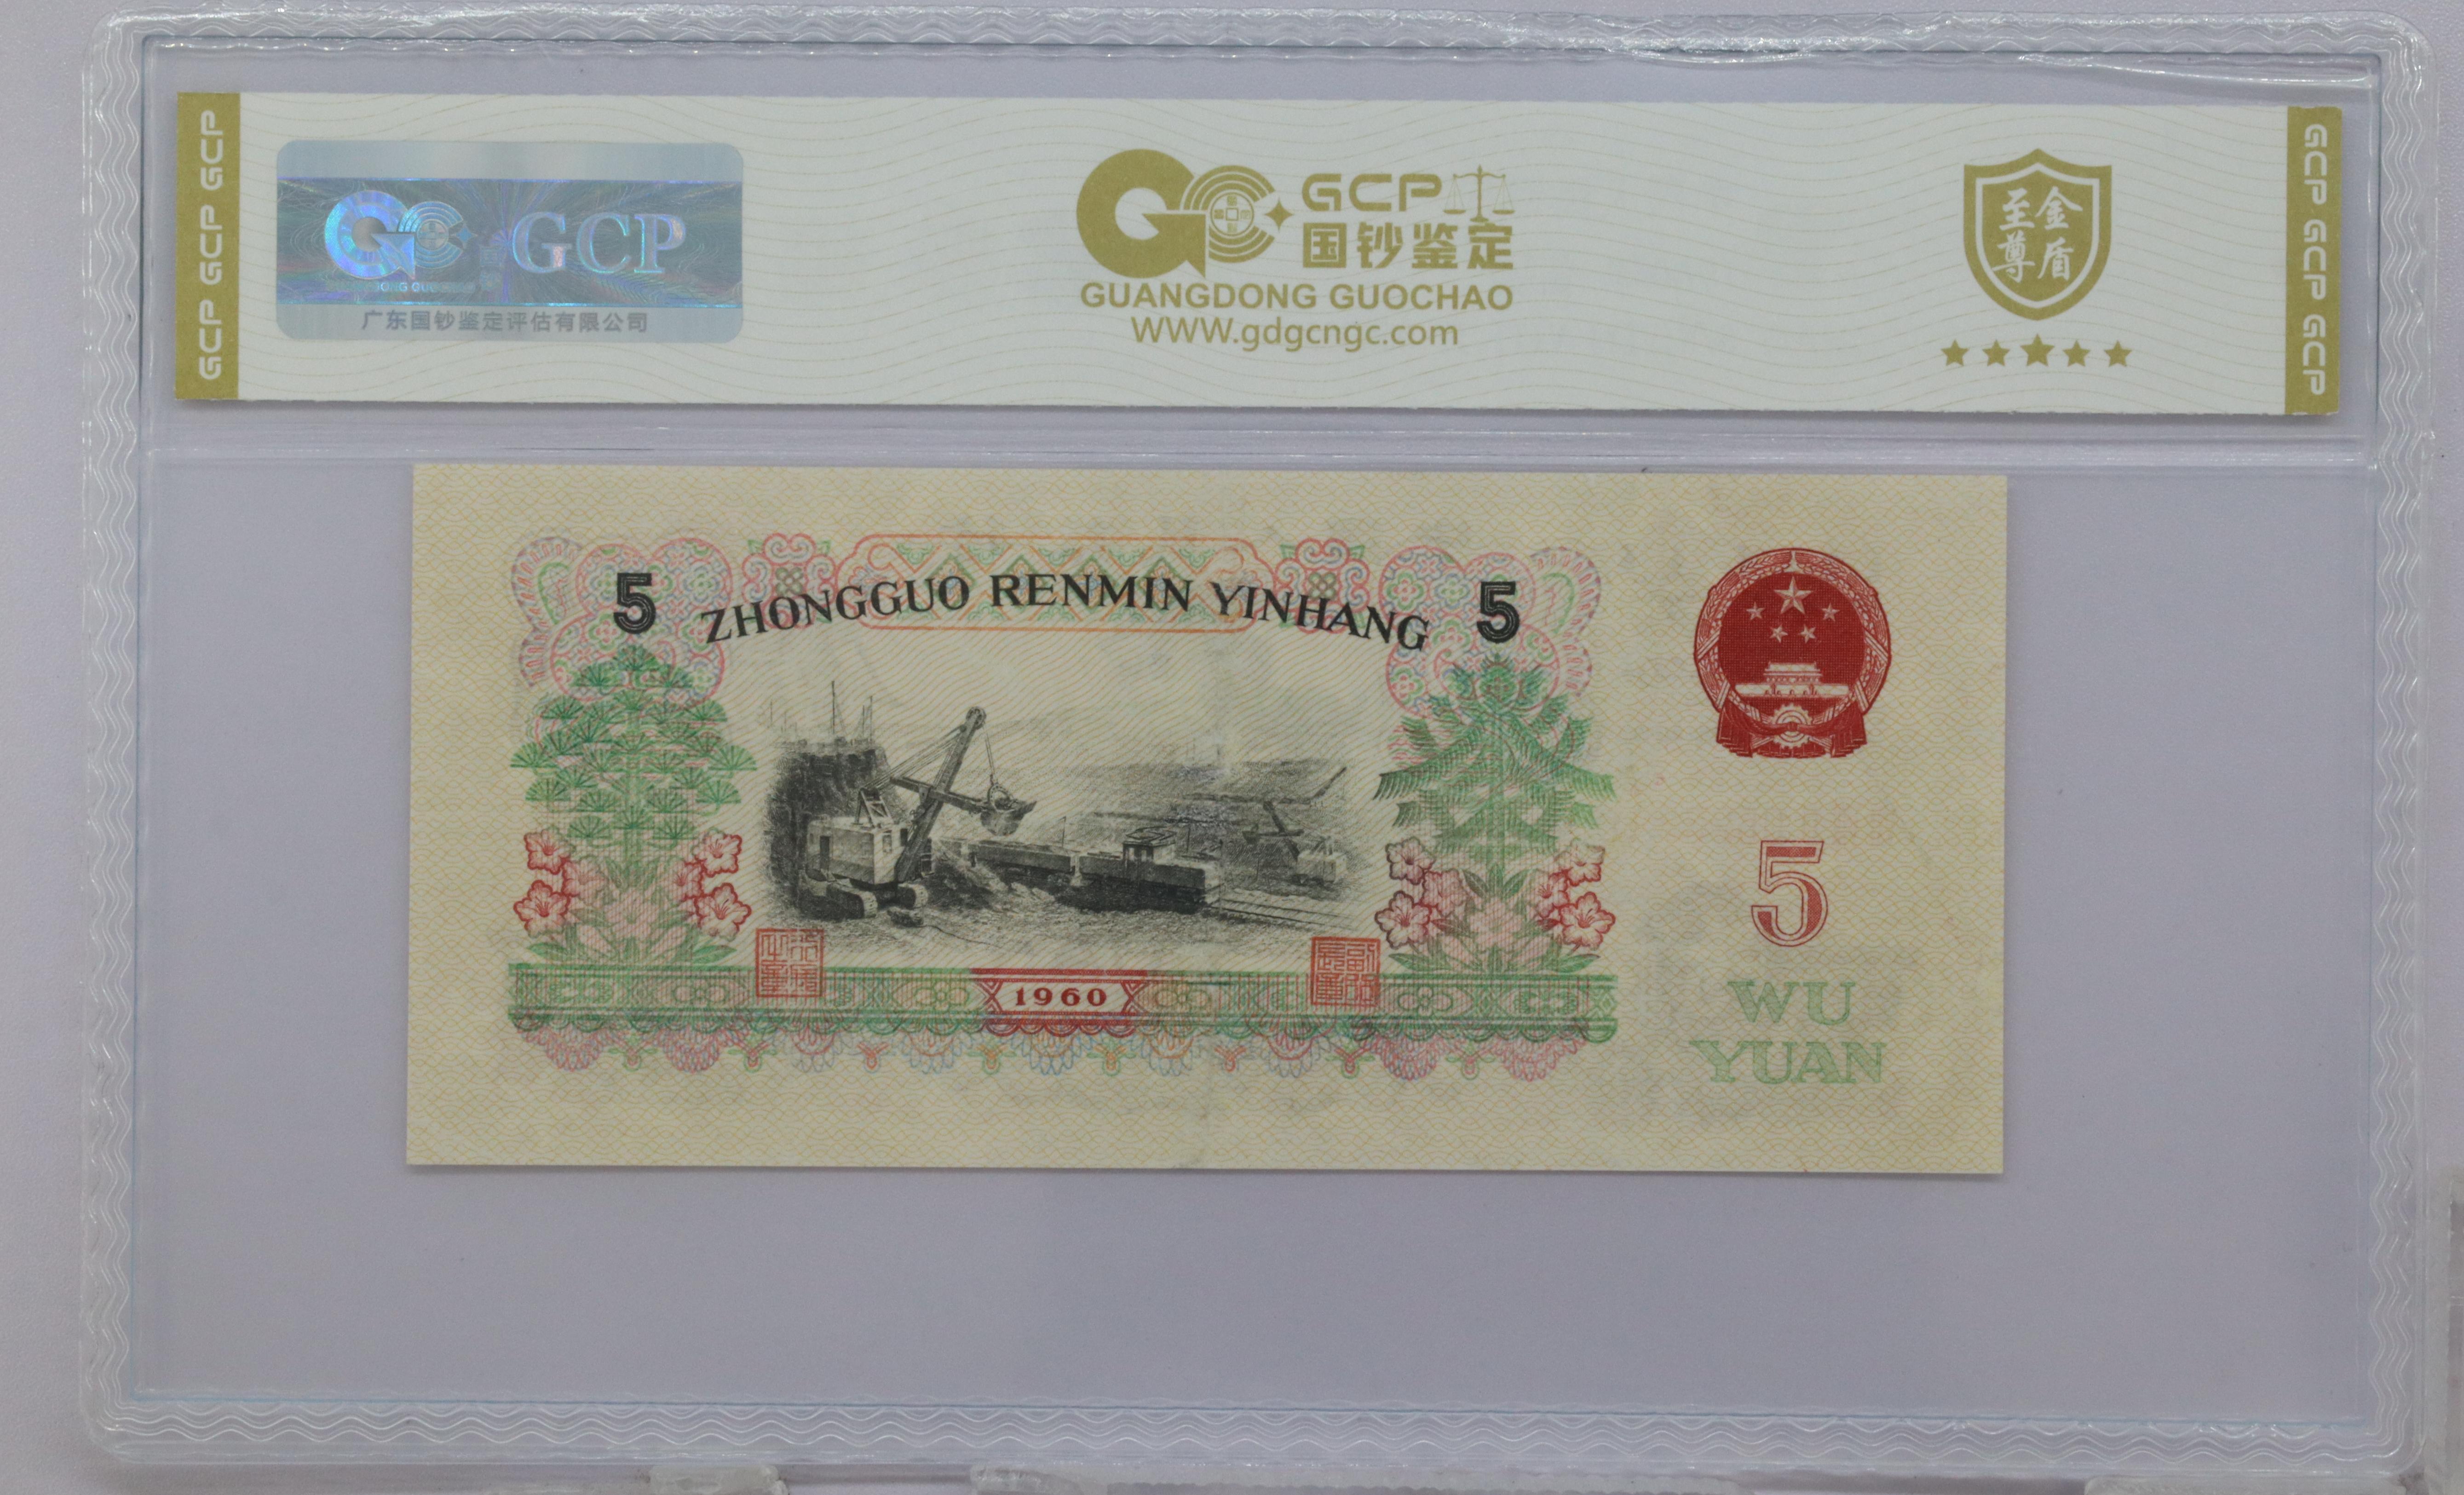 GCP GCP GCP
GCP
GUANGDONG GUOCHAO
广东国钞鉴定评估有限公司
GCP
国钞鉴定
GUANGDONG GUOCHAO
WWW.gdgcngc.com
至尊金盾
GCP GCP GCP
5 ZHONGGUO RENMIN YINHANG 5
1960
5
WU
YUAN